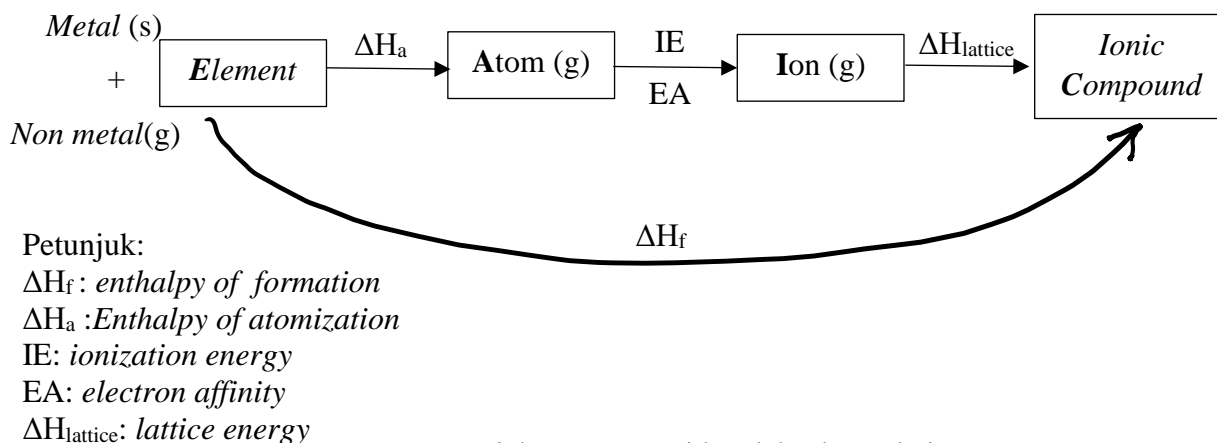 Metal (s)
+
Non metal(g)
Element
ΔHa
Atom (g)
IE
EA
Ion (g)
ΔHlattice
Ionic
Compound
ΔHf
Petunjuk:
ΔHf : enthalpy of formation
ΔHa :Enthalpy of atomization
IE: ionization energy
EA: electron affinity
ΔHlattice: lattice energy